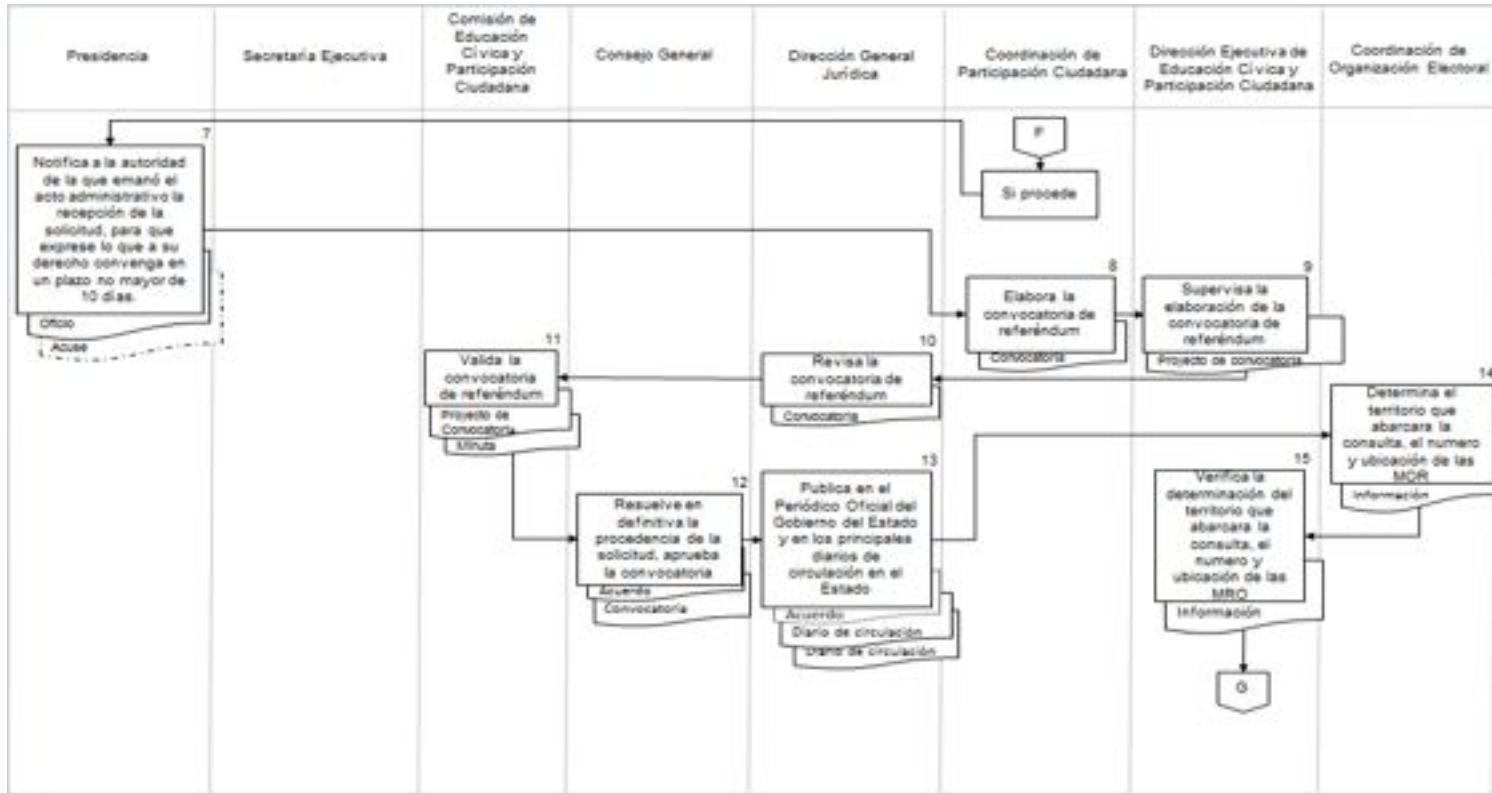 Presidencia
Secretaría Ejecutiva
Comisión de
Educación
Cívica y
Participación
Ciudadana
Consejo General
Dirección General
Jurídica
Coordinación de
Participación Ciudadana
Dirección Ejecutiva de
Educación Cívica y
Participación Ciudadana
Coordinación de
Organización Electoral
F
Si procede
7
Notifica a la autoridad
de la que emanó el
acto administrativo la
recepción de la
solicitud, para que
exprese lo que a su
derecho convenga en
un plazo no mayor de
10 días.
Oficio
Acuse
8
Elabora la
convocatoria de
referéndum
Convocatoria
9
Supervisa la
elaboración de la
convocatoria de
referéndum
Proyecto de convocatoria
10
Revisa la
convocatoria de
referéndum
Convocatoria
11
Valida la
convocatoria
de referéndum
Proyecto de
Convocatoria
Minuta
12
Resuelve en
definitiva la
procedencia de la
solicitud, aprueba
la convocatoria
Acuerdo
Convocatoria
13
Publica en el
Periódico Oficial del
Gobierno del Estado
y en los principales
diarios de
circulación en el
Estado
Acuerdo
Diario de circulación
Diario de circulación
14
Determina el
territorio que
abarcara la
consulta, el numero
y ubicación de las
MOR
Información
15
Verifica la
determinación del
territorio que
abarcara la
consulta, el
numero y
ubicación de las
MRO
Información
G